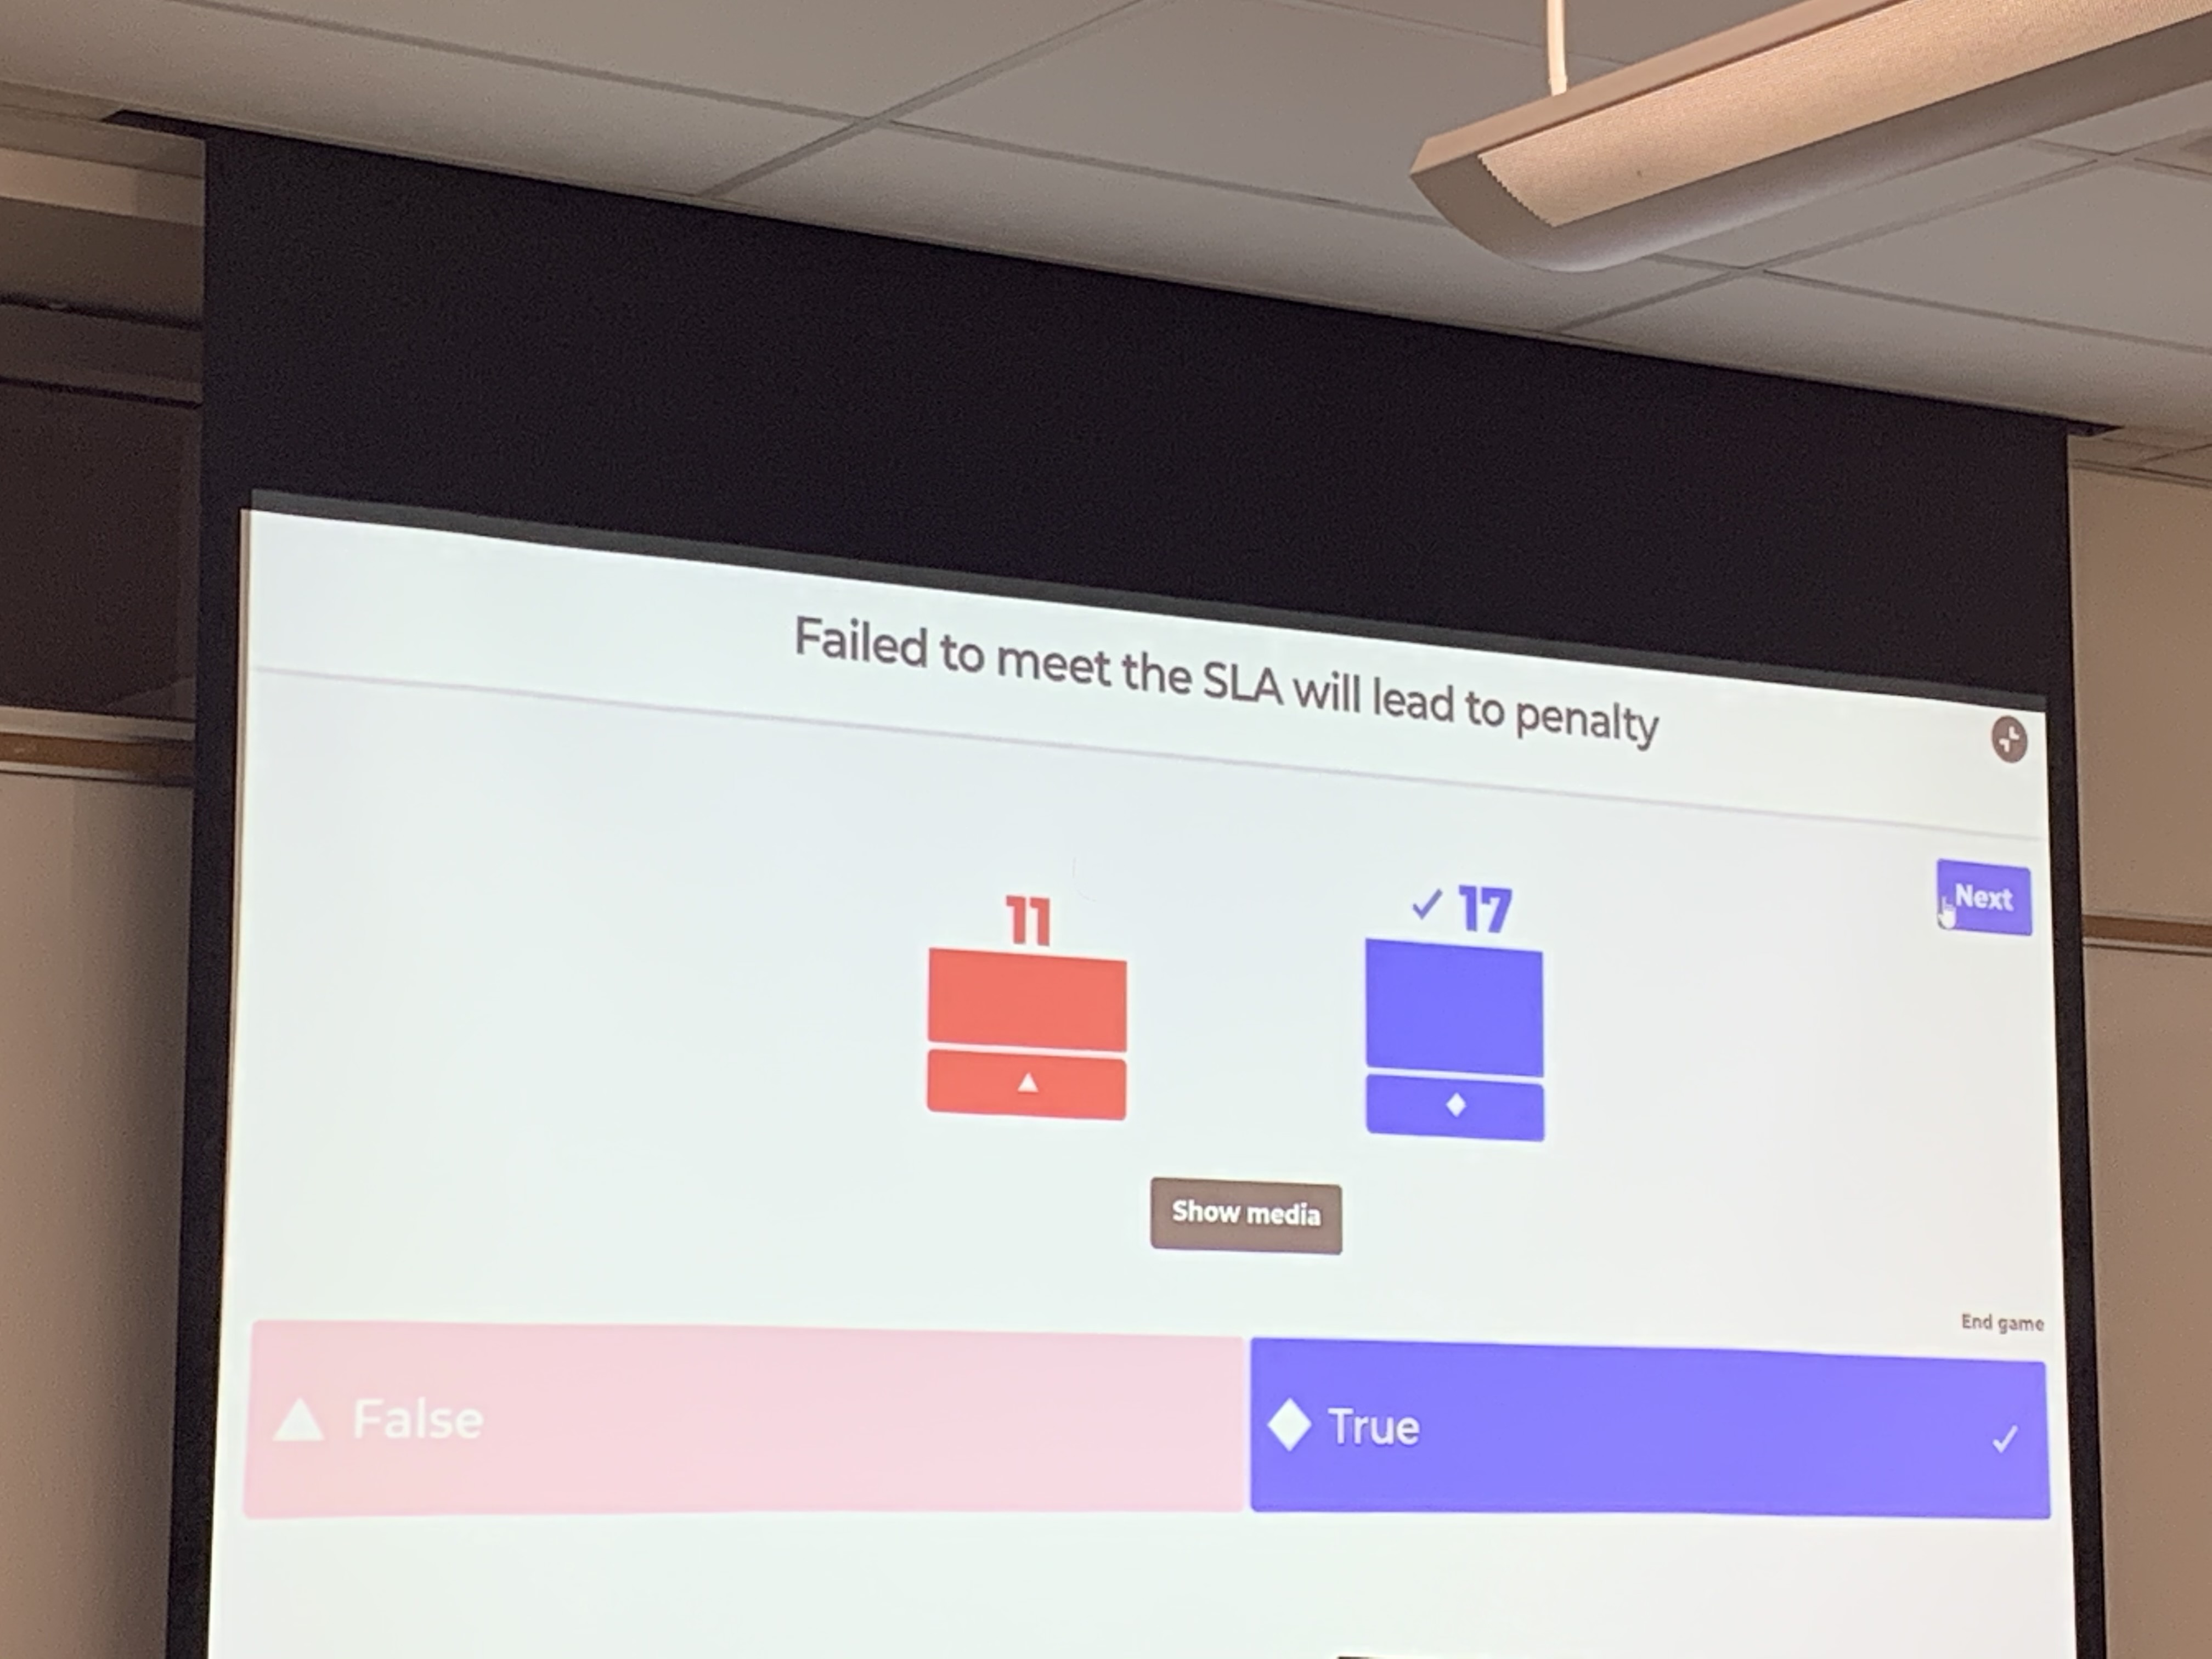 Failed to meet the SLA will lead to penalty
Next
11
✓ 17
Show media
End game
False
True